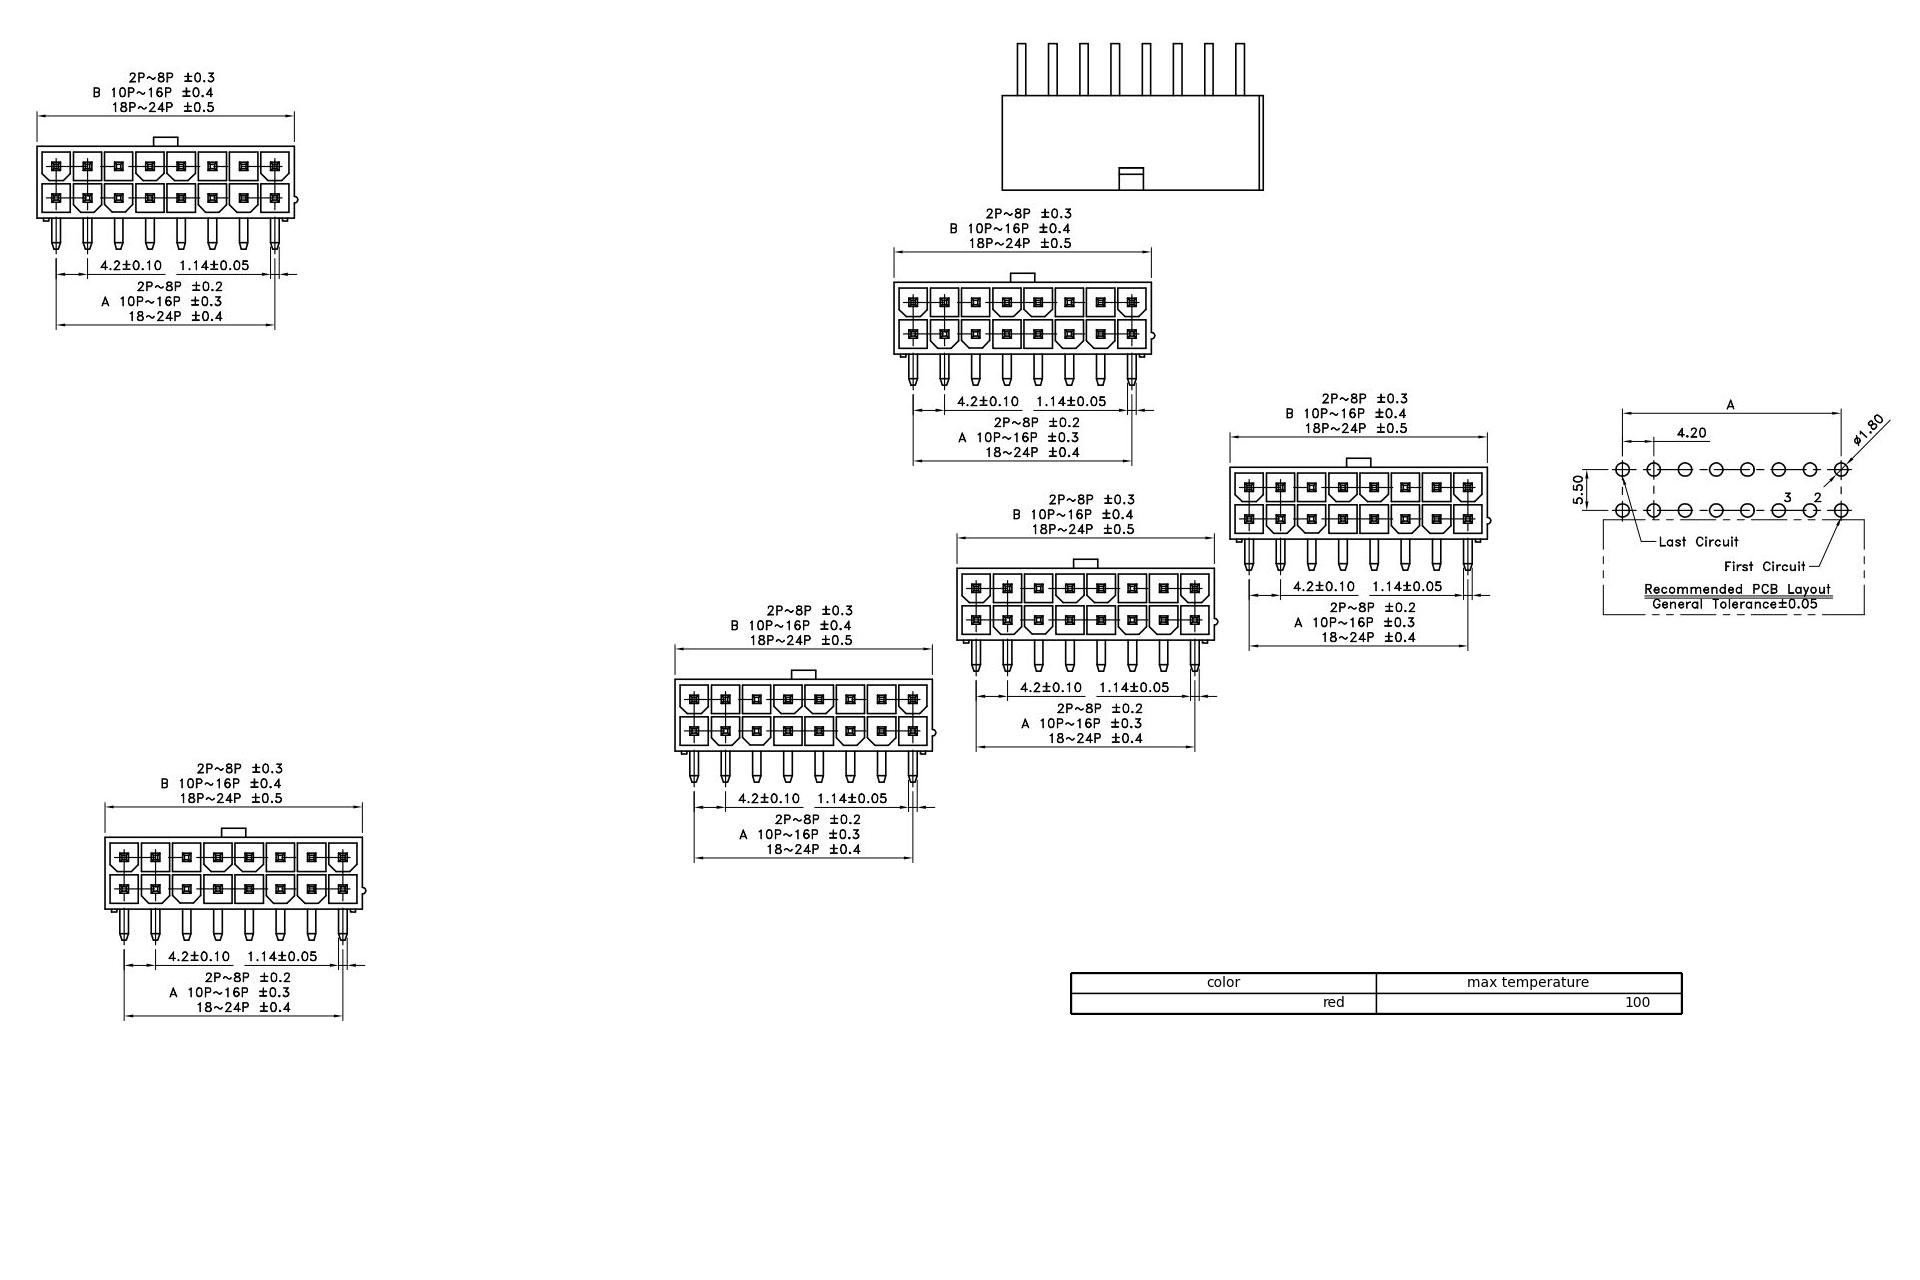 2P~8P ±0.3
B 10P~16P ±0.4
18P~24P ±0.5
4.2±0.10 1.14±0.05
2P~8P ±0.2
A 10P~16P ±0.3
18~24P ±0.4
2P~8P ±0.3
B 10P~16P ±0.4
18P~24P ±0.5
4.2±0.10 1.14±0.05
2P~8P ±0.2
A 10P~16P ±0.3
18~24P ±0.4
2P~8P ±0.3
B 10P~16P ±0.4
18P~24P ±0.5
4.2±0.10 1.14±0.05
2P~8P ±0.2
A 10P~16P ±0.3
18~24P ±0.4
A
4.20
ø1.80
5.50
3 2
Last Circuit
First Circuit
Recommended PCB Layout
General Tolerance±0.05
2P~8P ±0.3
B 10P~16P ±0.4
18P~24P ±0.5
4.2±0.10 1.14±0.05
2P~8P ±0.2
A 10P~16P ±0.3
18~24P ±0.4
2P~8P ±0.3
B 10P~16P ±0.4
18P~24P ±0.5
4.2±0.10 1.14±0.05
2P~8P ±0.2
A 10P~16P ±0.3
18~24P ±0.4
2P~8P ±0.3
B 10P~16P ±0.4
18P~24P ±0.5
4.2±0.10 1.14±0.05
2P~8P ±0.2
A 10P~16P ±0.3
18~24P ±0.4
color max temperature
red 100